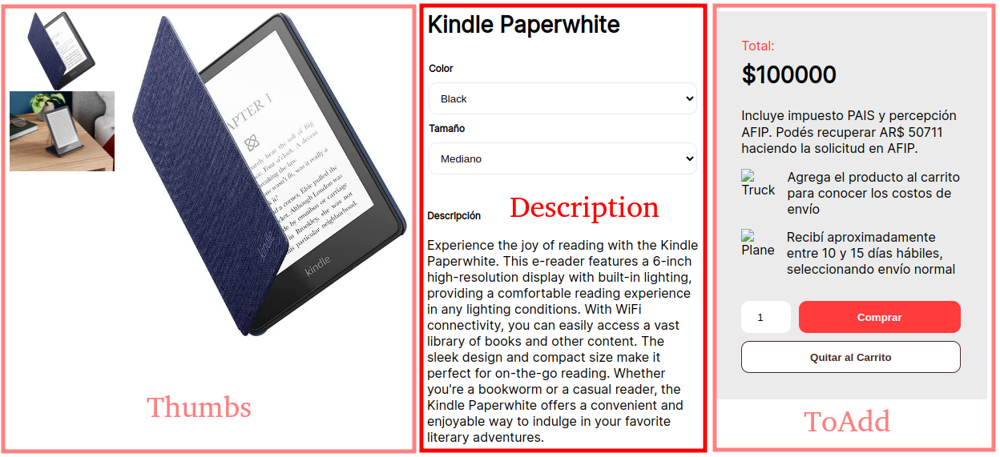 APTER 1
kindle
kindle
Thumbs
Kindle Paperwhite
Color
Black
Tamaño
Mediano
Description
Descripción
Experience the joy of reading with the Kindle
Paperwhite. This e-reader features a 6-inch
high-resolution display with built-in lighting,
providing a comfortable reading experience
in any lighting conditions. With WiFi
connectivity, you can easily access a vast
library of books and other content. The
sleek design and compact size make it
perfect for on-the-go reading. Whether
you're a bookworm or a casual reader, the
Kindle Paperwhite offers a convenient and
enjoyable way to indulge in your favorite
literary adventures.
Total:
$100000
Incluye impuesto PAIS y percepción
AFIP. Podés recuperar AR$ 50711
haciendo la solicitud en AFIP.
Truck
Agrega el producto al carrito
para conocer los costos de
envío
Plane
Recibí aproximadamente
entre 10 y 15 días hábiles,
seleccionando envío normal
1
Comprar
Quitar al Carrito
ToAdd